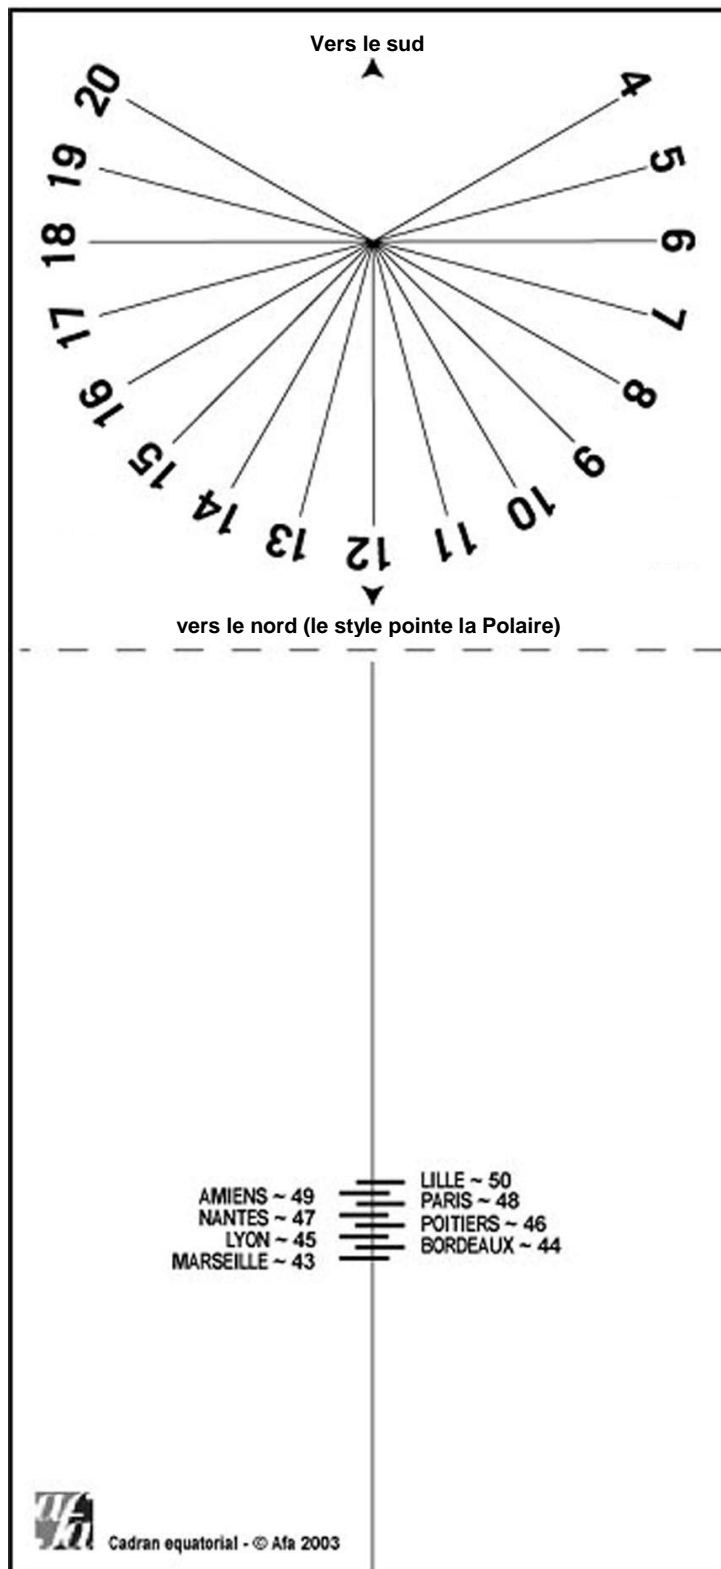 Vers le sud
20
4
19
5
18
6
17
7
16
8
15
9
14
10
13
12
11
vers le nord (le style pointe la Polaire)
LILLE ~ 50
AMIENS ~ 49
PARIS ~ 48
NANTES ~ 47
POITIERS ~ 46
LYON ~ 45
BORDEAUX ~ 44
MARSEILLE ~ 43
afa
Cadran equatorial - © Afa 2003